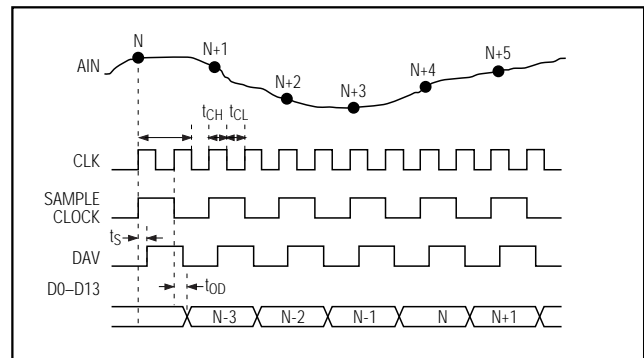 N
AIN
N+1
N+2
N+3
N+4
N+5
tCH
tCL
CLK
SAMPLE
CLOCK
tS
DAV
tOD
D0–D13
N-3
N-2
N-1
N
N+1